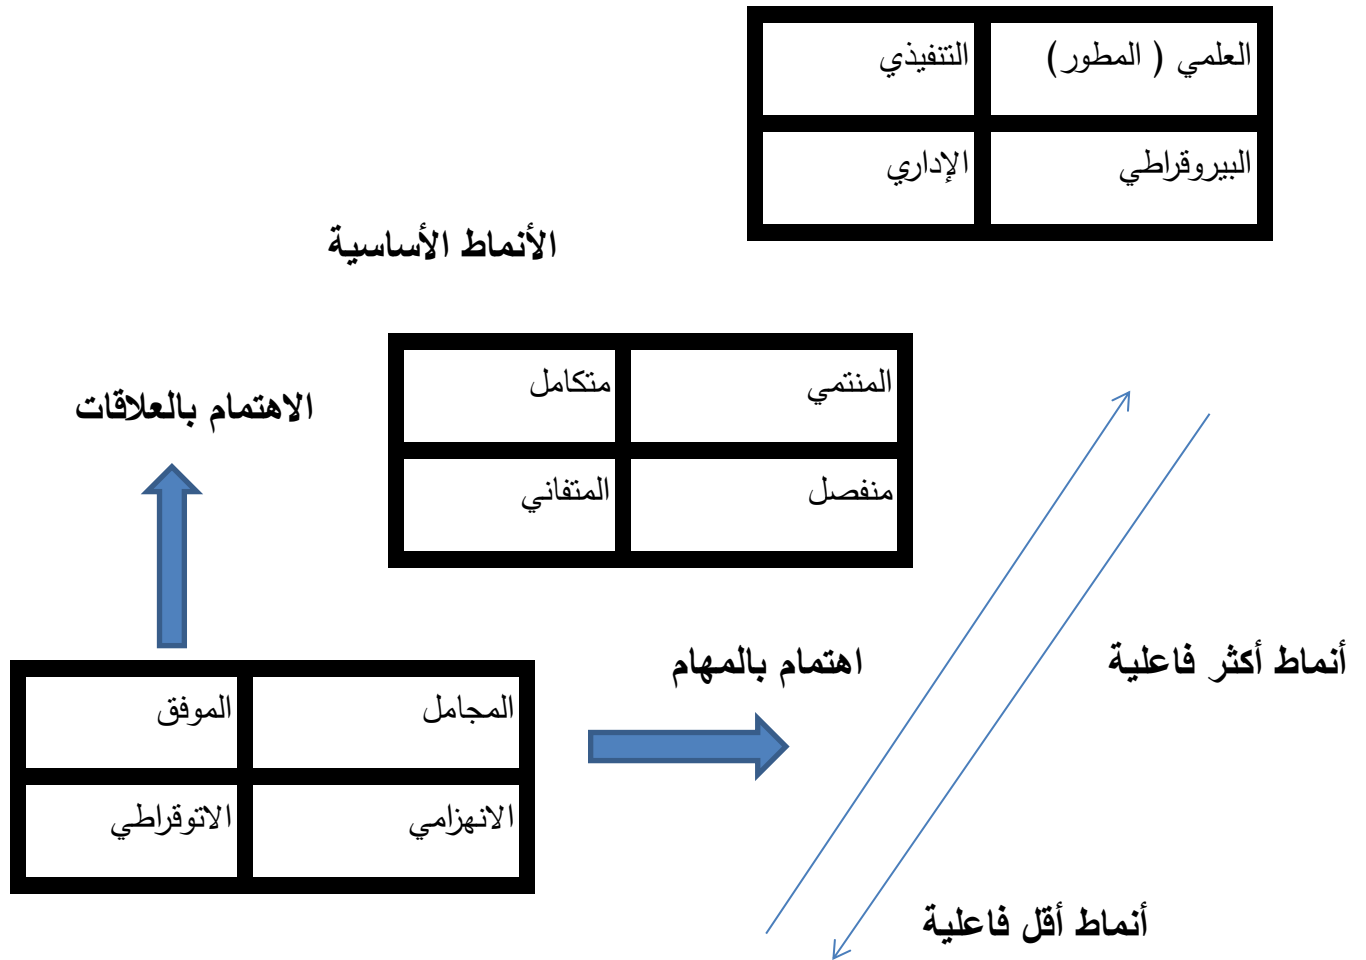 العلمي ( المطور)
التنفيذي
البيروقراطي
الإداري
الأنماط الأساسية
المنتمي
متكامل
الاهتمام بالعلاقات
منفصل
المتفاني
أنماط أكثر فاعلية
اهتمام بالمهام
المجامل
الموفق
الانهزامي
الاتوقراطي
أنماط أقل فاعلية